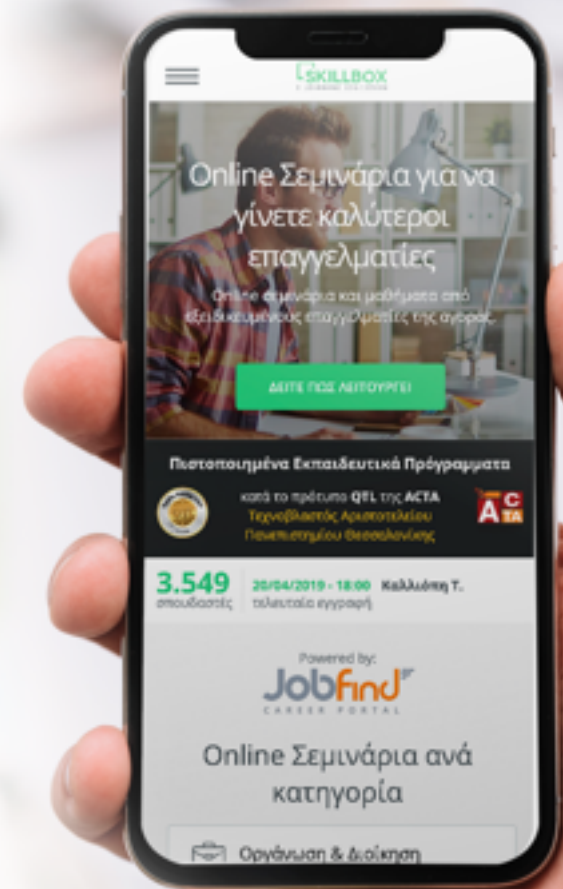 SKILLBOX
Online Σεμινάρια για να
γίνετε καλύτεροι
επαγγελματίες
Online σεμινάρια και μαθήματα από
εξειδικευμένους επαγγελματίες της αγοράς.
ΔΕΙΤΕ ΠΩΣ ΛΕΙΤΟΥΡΓΕΙ
Πιστοποιημένα Εκπαιδευτικά Πρόγραμματα
κατά το πρότυπο QTL της ACTA
Τεχνοβλαστός Αριστοτελείου
Πανεπιστημίου Θεσσαλονίκης
ACTA
3.549
σπουδαστές
20/04/2019 - 18:00 Καλλιόπη Τ.
τελευταία εγγραφή
Powered by:
Jobfind
CAREER PORTAL
Online Σεμινάρια ανά
κατηγορία
Οργάνωση & Διοίκηση